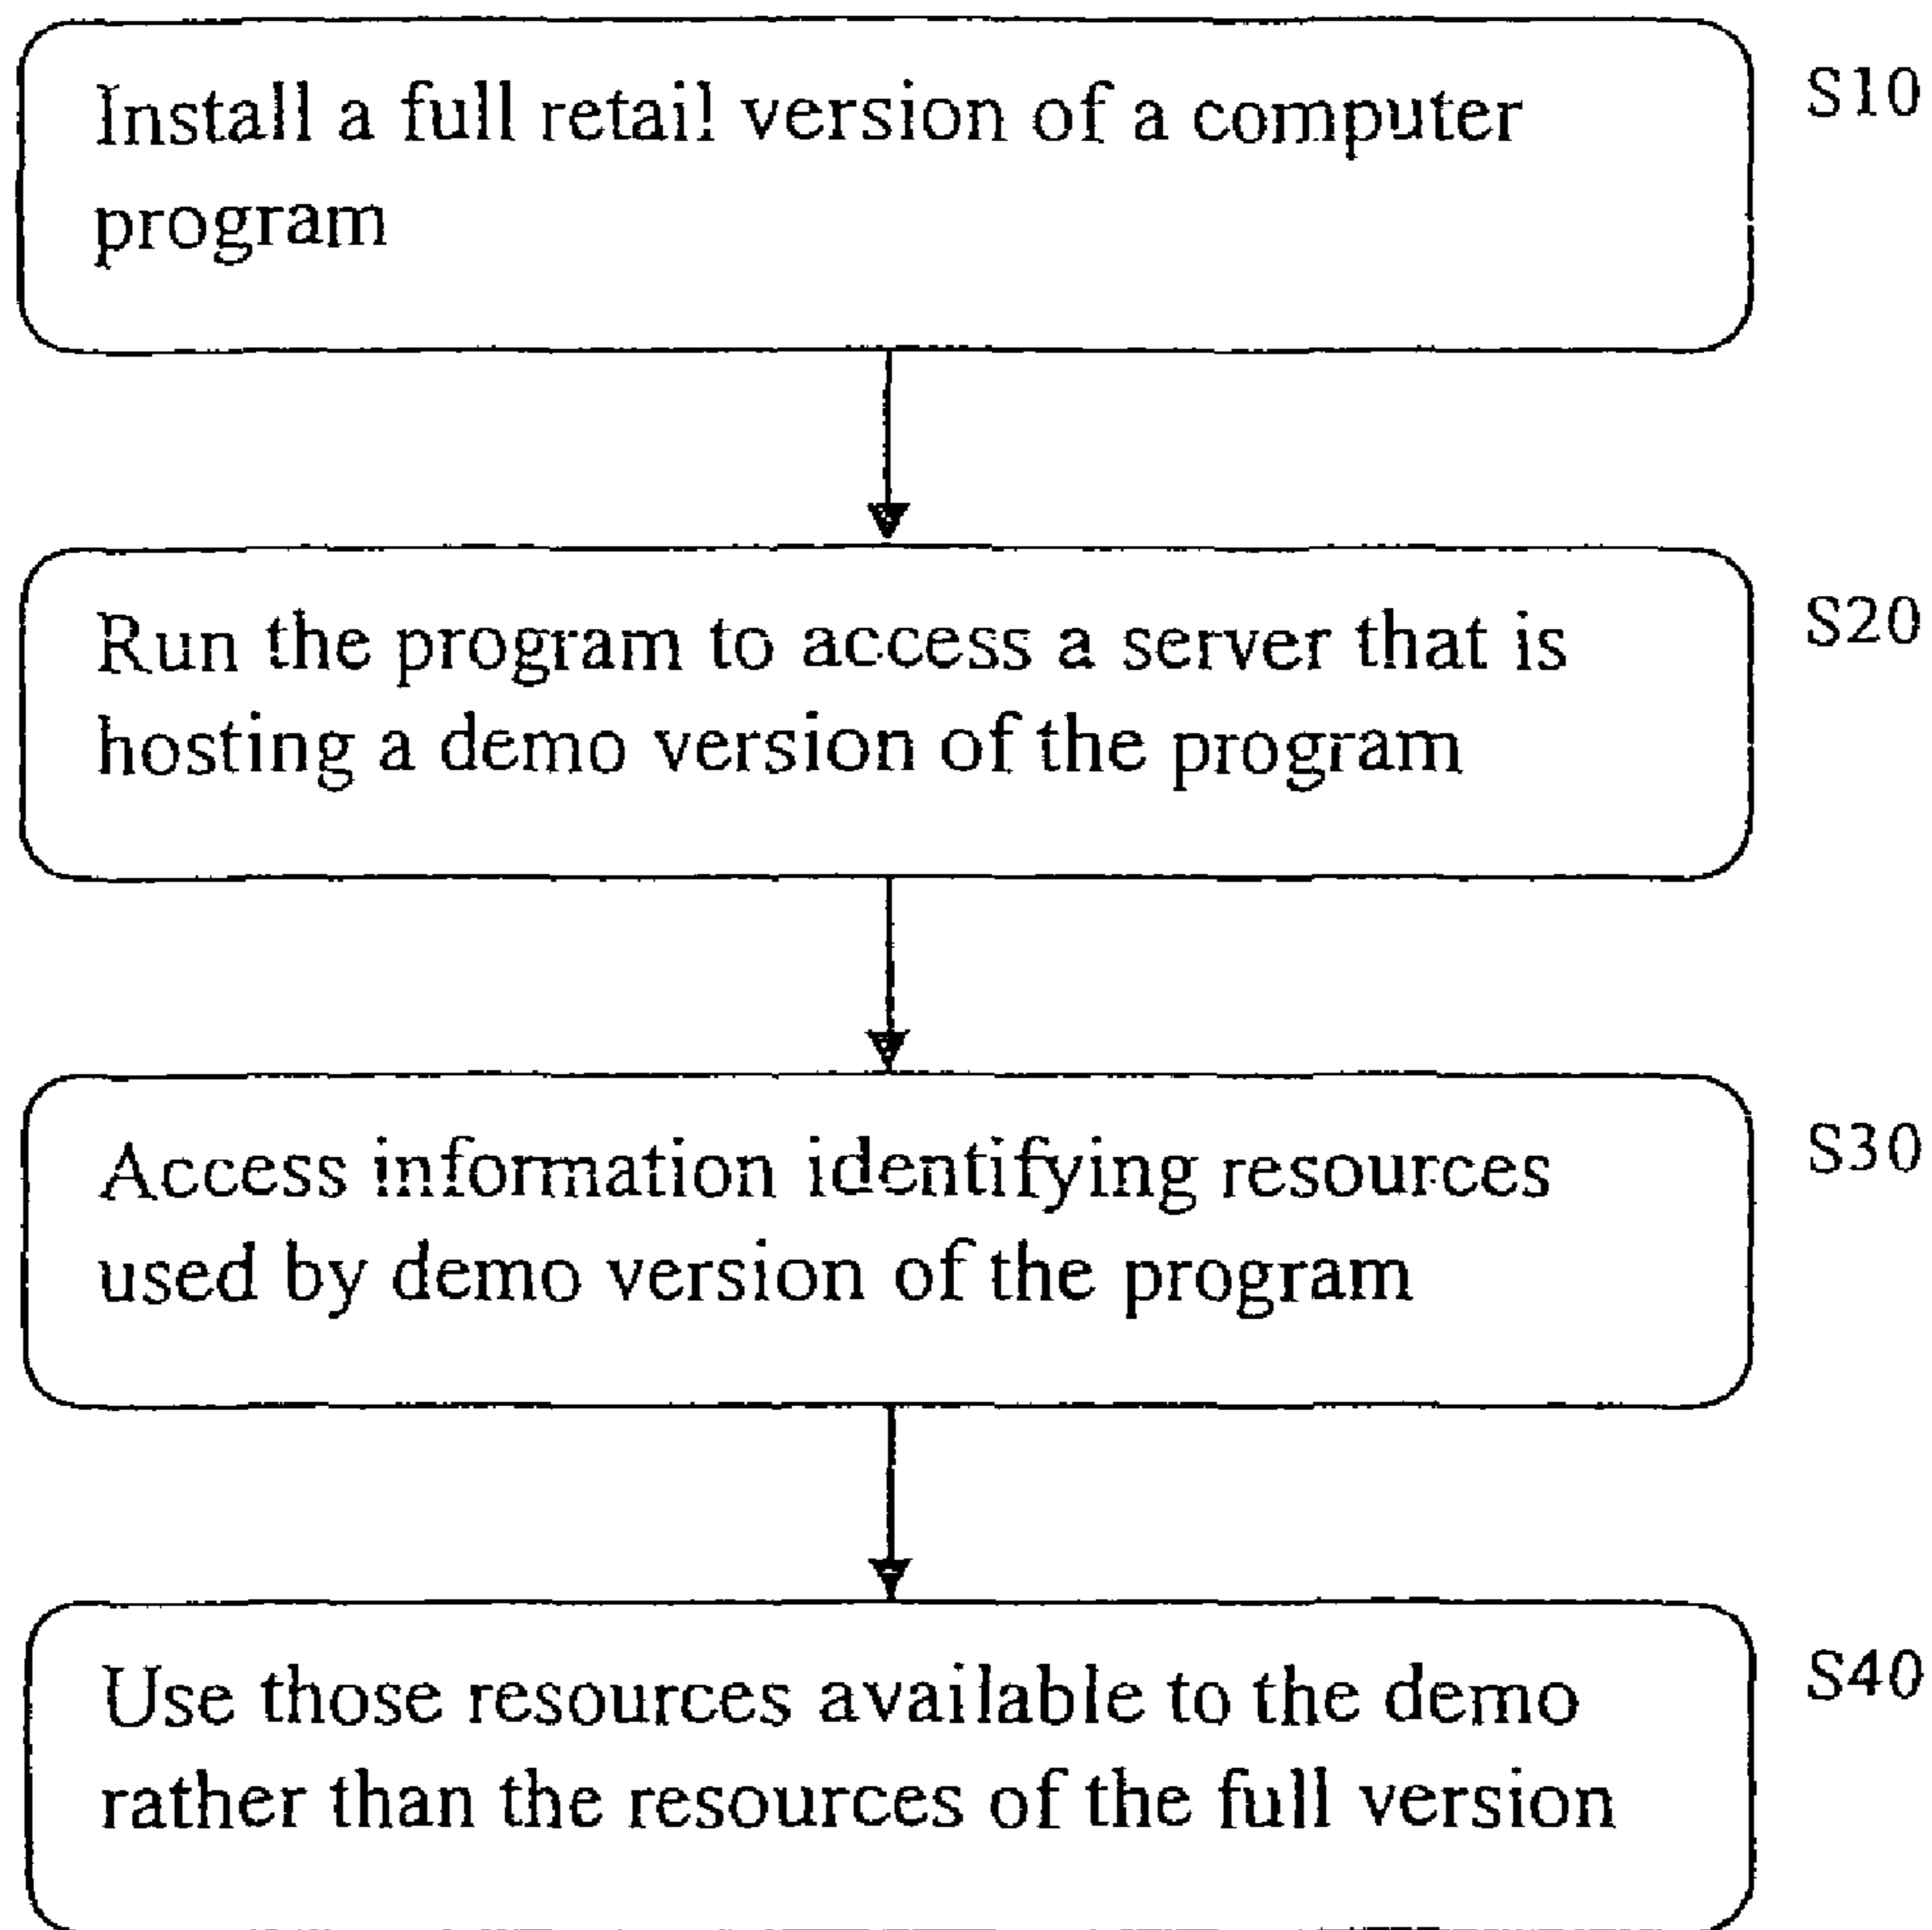 Install a full retail version of a computer
program
S10
Run the program to access a server that is
hosting a demo version of the program
S20
Access information identifying resources
used by demo version of the program
S30
Use those resources available to the demo
rather than the resources of the full version
S40